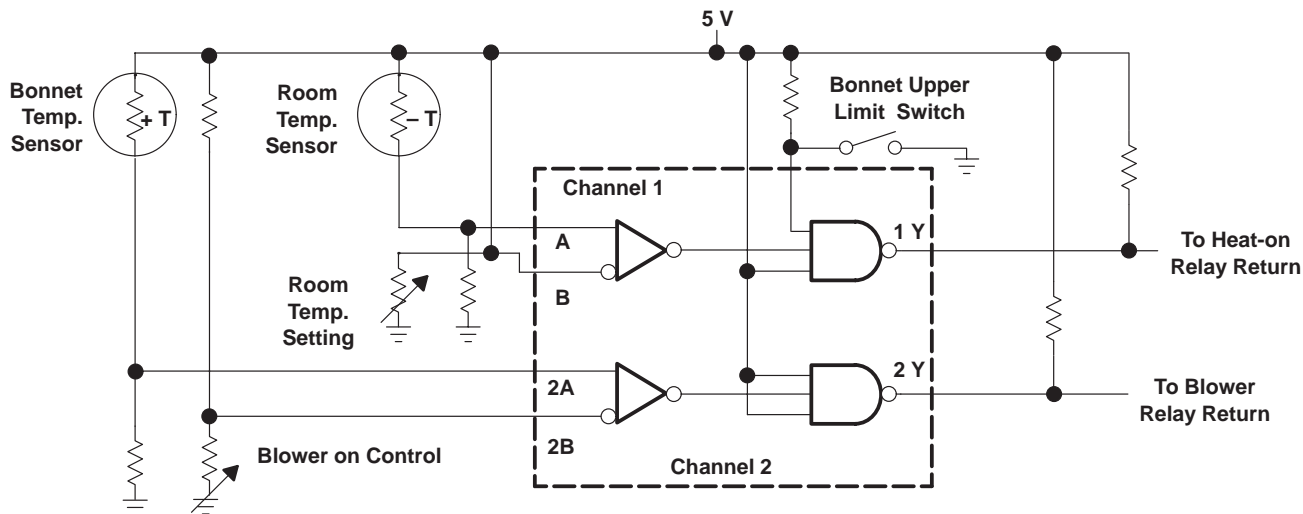 5 V
Bonnet
Temp.
Sensor
+ T
Room
Temp.
Sensor
– T
Bonnet Upper
Limit Switch
Channel 1
A
B
1 Y
To Heat-on
Relay Return
Room
Temp.
Setting
2A
2B
2 Y
To Blower
Relay Return
Blower on Control
Channel 2